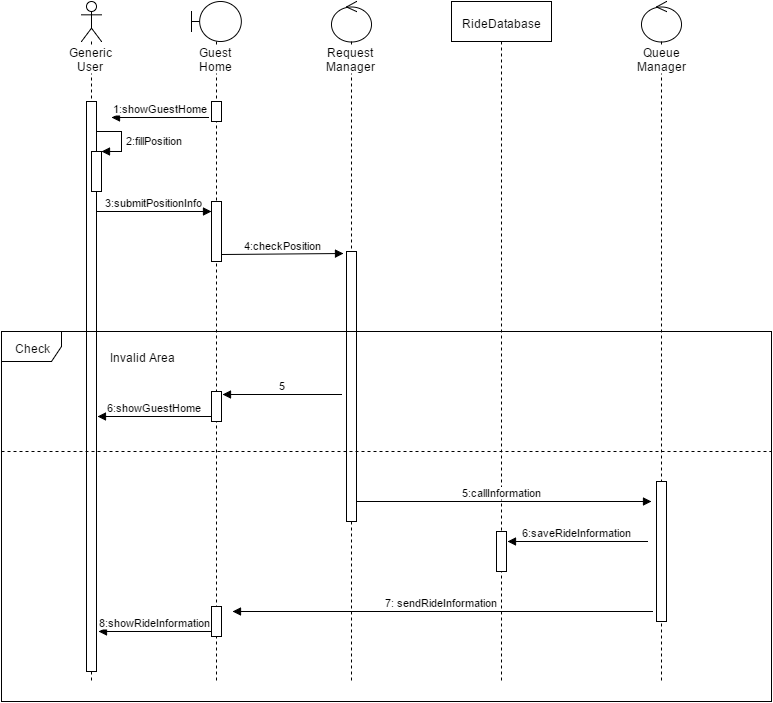 Generic
User
Guest
Home
Request
Manager
RideDatabase
Queue
Manager
1:showGuestHome
2:fillPosition
3:submitPositionInfo
4:checkPosition
Check
Invalid Area
5
6:showGuestHome
5:callInformation
6:saveRideInformation
7: sendRideInformation
8:showRideInformation